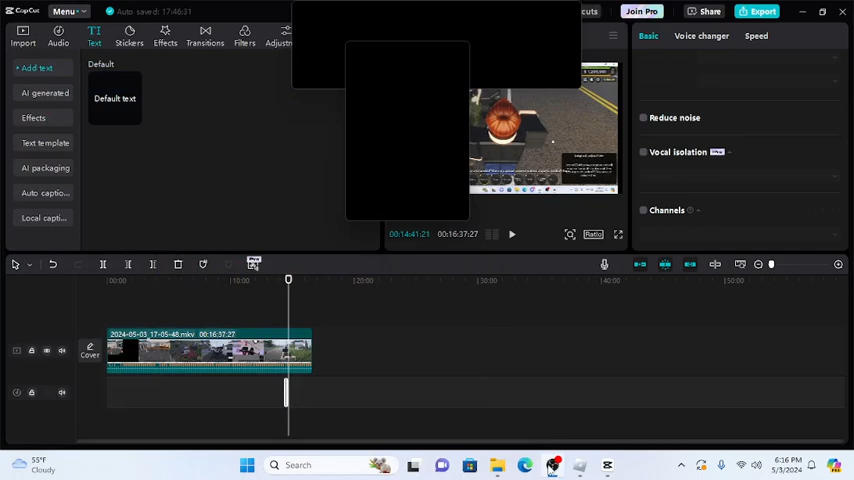 CapCut
Menu
Auto saved: 17:46:31
cuts
Join Pro
Share
Export
Import
Audio
Text
Stickers
Effects
Transitions
Filters
Adjustm
Basic
Voice changer
Speed
+ Add text
AI generated
Effects
Text template
AI packaging
Auto captio...
Local capti...
Default
Default text
00:14:41:21
00:16:37:27
Ratio
Reduce noise
Vocal isolation
Pro
Channels
Pro
00:00
10:00
20:00
30:00
40:00
50:00
Cover
2024-05-03_17-05-48.mkv 00:16:37:27
55°F
Cloudy
Search
6:16 PM
5/3/2024